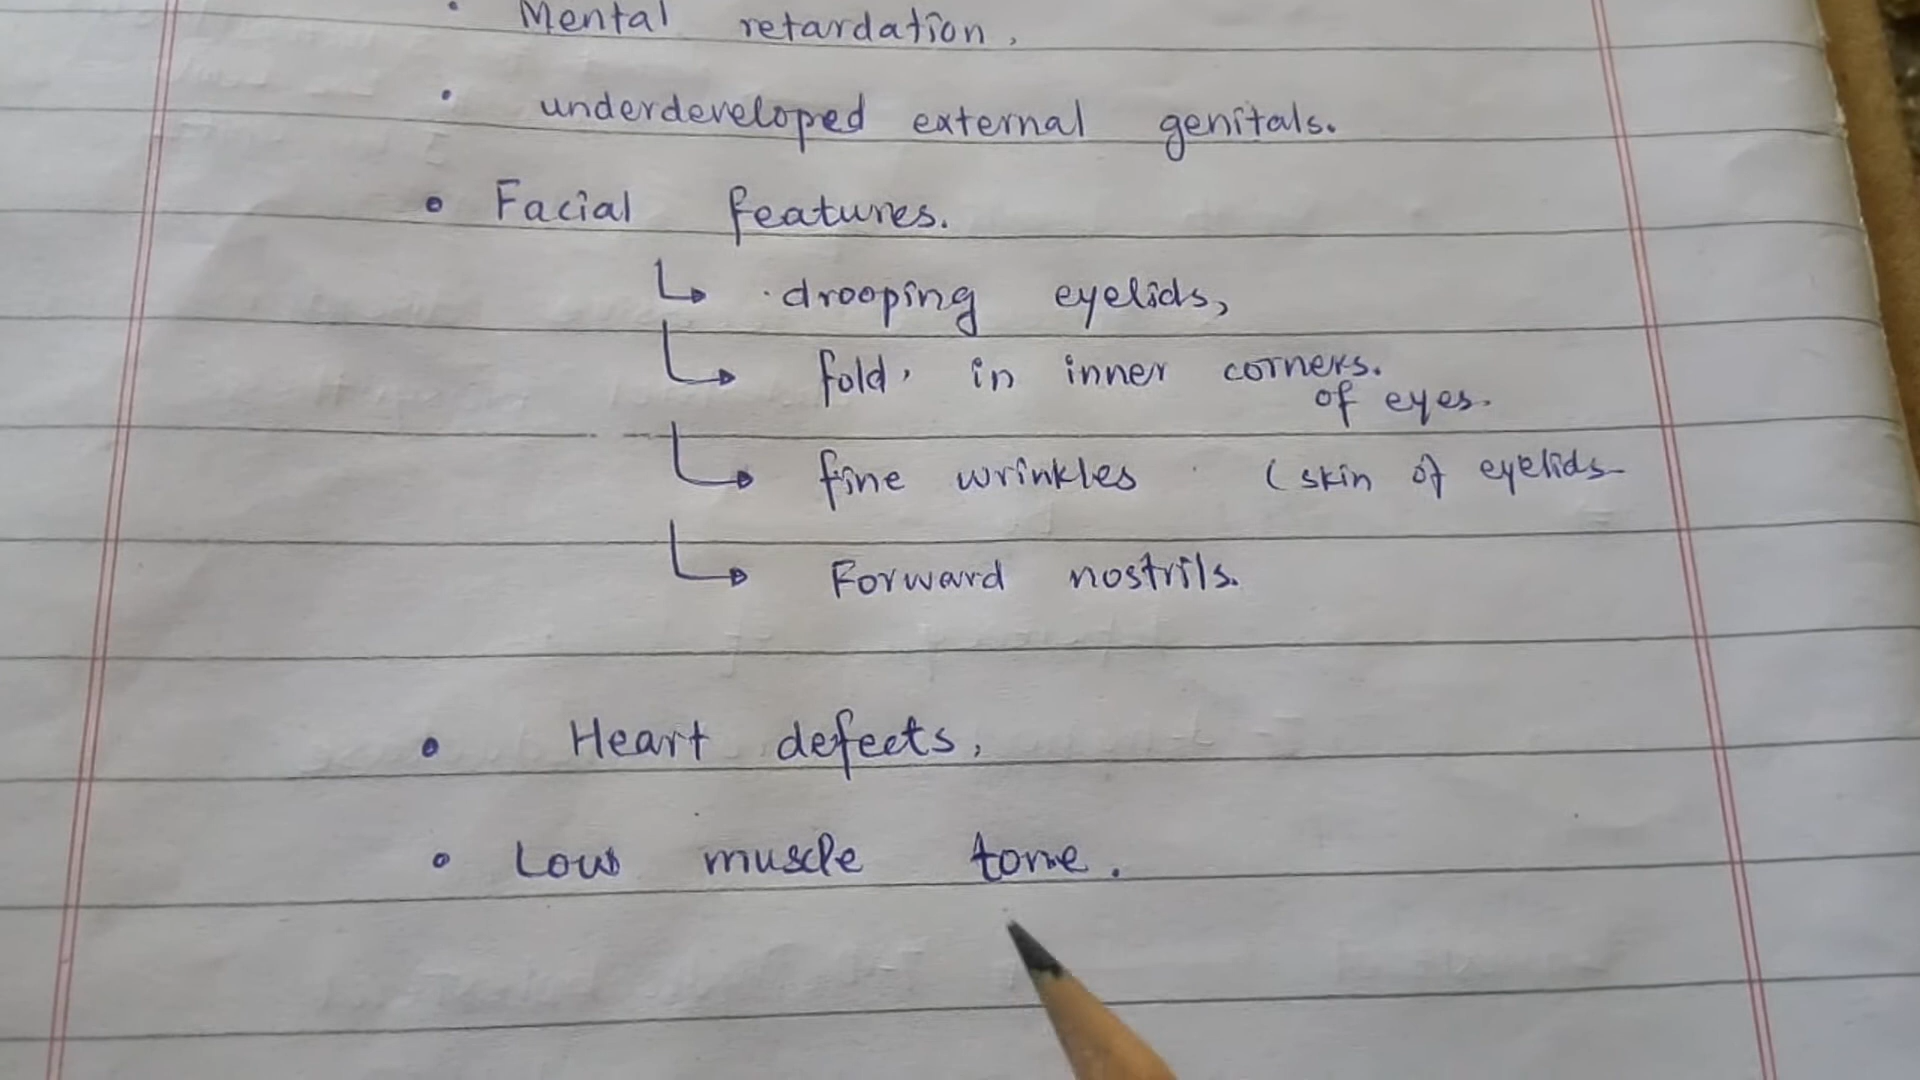 • Mental retardation,
• underdeveloped external genitals.
• Facial features.
↳ drooping eyelids,
↳ fold, in inner corners.
of eyes.
↳ fine wrinkles (skin of eyelids
↳ Forward nostrils.
• Heart defects,
• Low muscle tone.